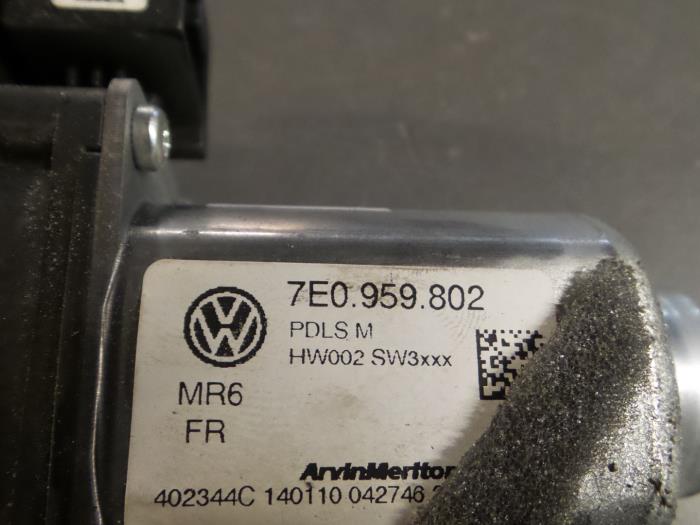 7E0.959.802
PDLS M
HW002 SW3xxx
MR6
FR
ArvinMeritor
402344C 140110 042746